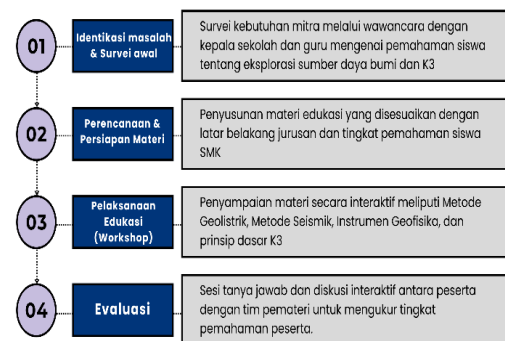 01
Identikasi masalah
& Survei awal
Survei kebutuhan mitra melalui wawancara dengan
kepala sekolah dan guru mengenai pemahaman siswa
tentang eksplorasi sumber daya bumi dan K3
02
Perencanaan &
Persiapan Materi
Penyusunan materi edukasi yang disesuaikan dengan
latar belakang jurusan dan tingkat pemahaman siswa
SMK
03
Pelaksanaan
Edukasi
(Workshop)
Penyampaian materi secara interaktif meliputi Metode
Geolistrik, Metode Seismik, Instrumen Geofisika, dan
prinsip dasar K3
04
Evaluasi
Sesi tanya jawab dan diskusi interaktif antara peserta
dengan tim pemateri untuk mengukur tingkat
pemahaman peserta.